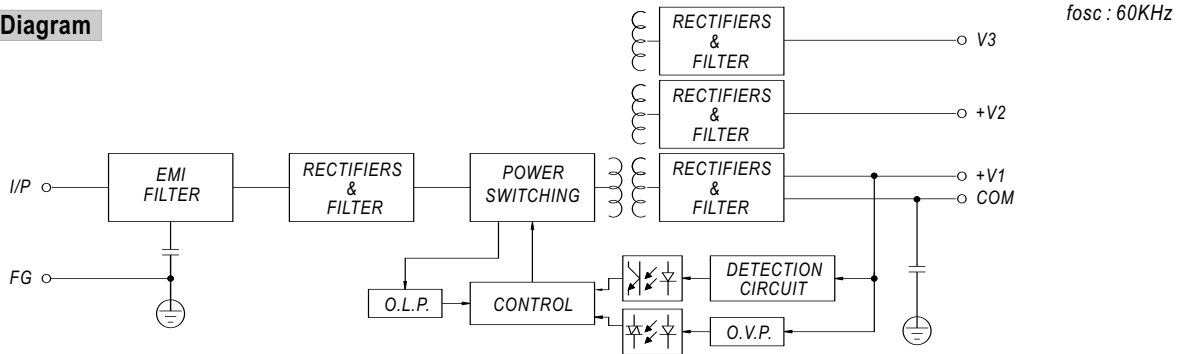 Diagram
fosc : 60KHz
RECTIFIERS
&
FILTER
V3
RECTIFIERS
&
FILTER
+V2
I/P
EMI
FILTER
RECTIFIERS
&
FILTER
POWER
SWITCHING
RECTIFIERS
&
FILTER
+V1
COM
FG
O.L.P.
CONTROL
DETECTION
CIRCUIT
O.V.P.